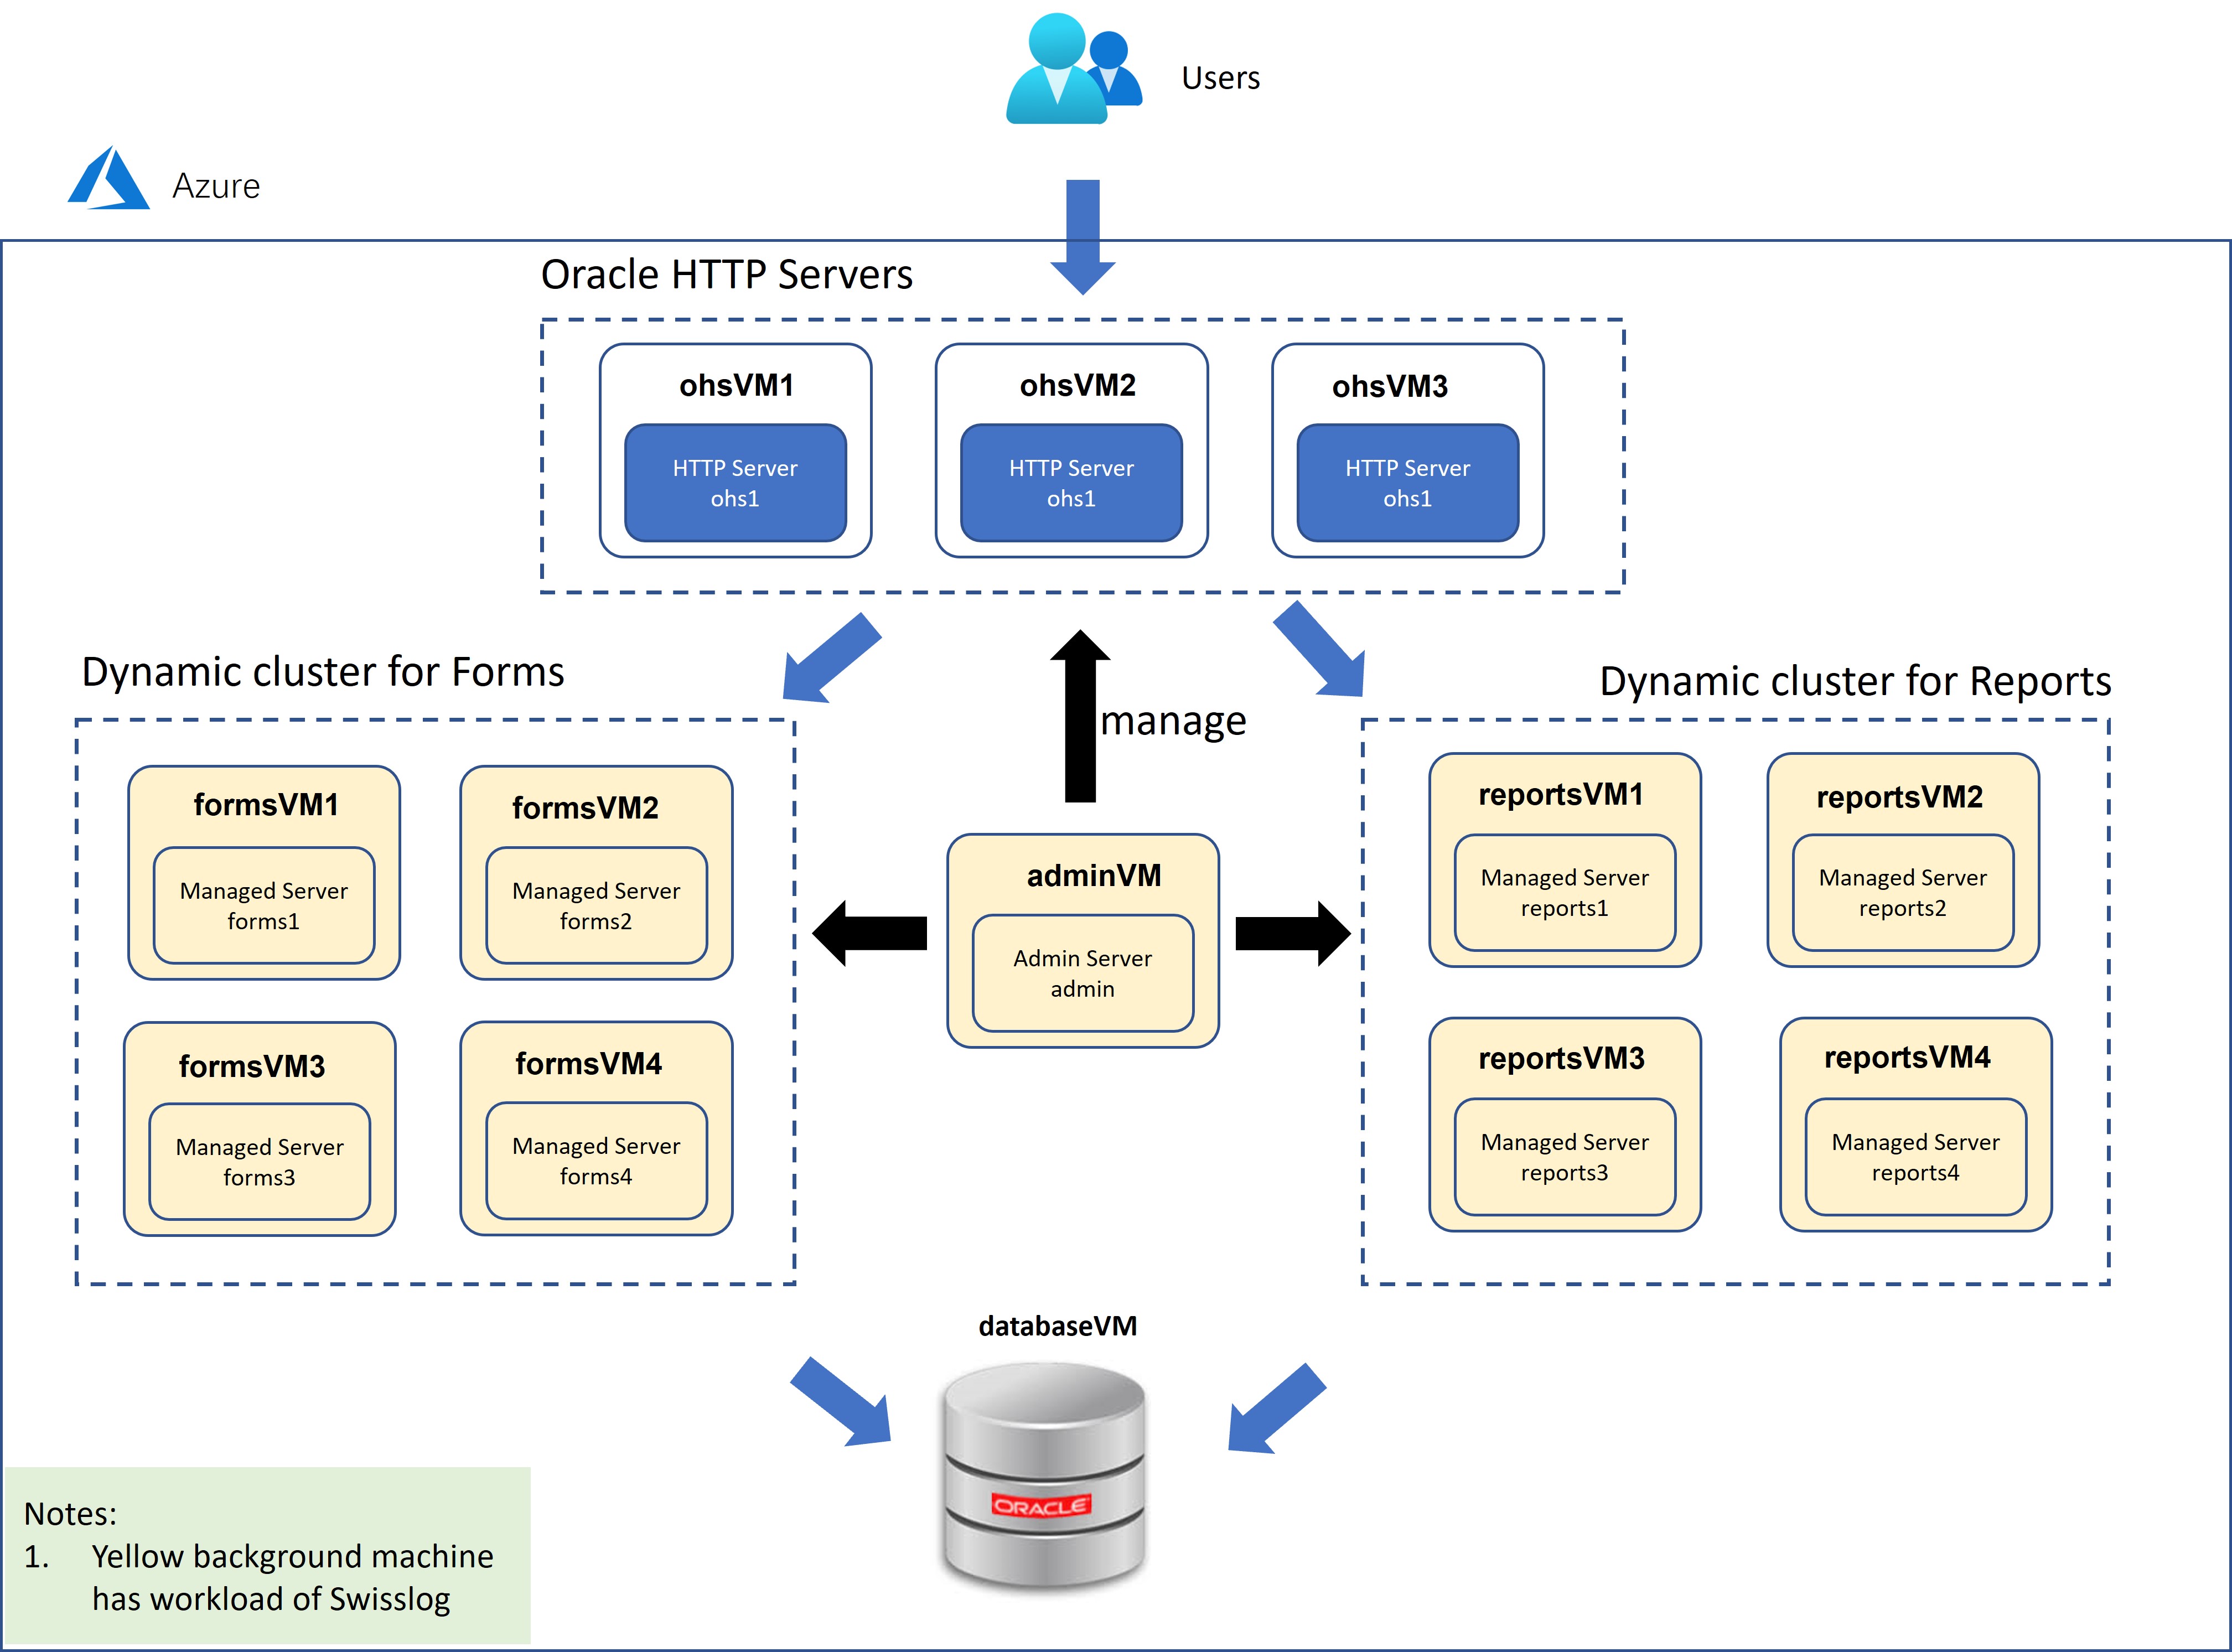 Users
Azure
Oracle HTTP Servers
ohsVM1
HTTP Server
ohs1
ohsVM2
HTTP Server
ohs1
ohsVM3
HTTP Server
ohs1
Dynamic cluster for Forms
manage
Dynamic cluster for Reports
formsVM1
Managed Server
forms1
formsVM2
Managed Server
forms2
formsVM3
Managed Server
forms3
formsVM4
Managed Server
forms4
adminVM
Admin Server
admin
reportsVM1
Managed Server
reports1
reportsVM2
Managed Server
reports2
reportsVM3
Managed Server
reports3
reportsVM4
Managed Server
reports4
databaseVM
ORACLE
Notes:
1. Yellow background machine
has workload of Swisslog